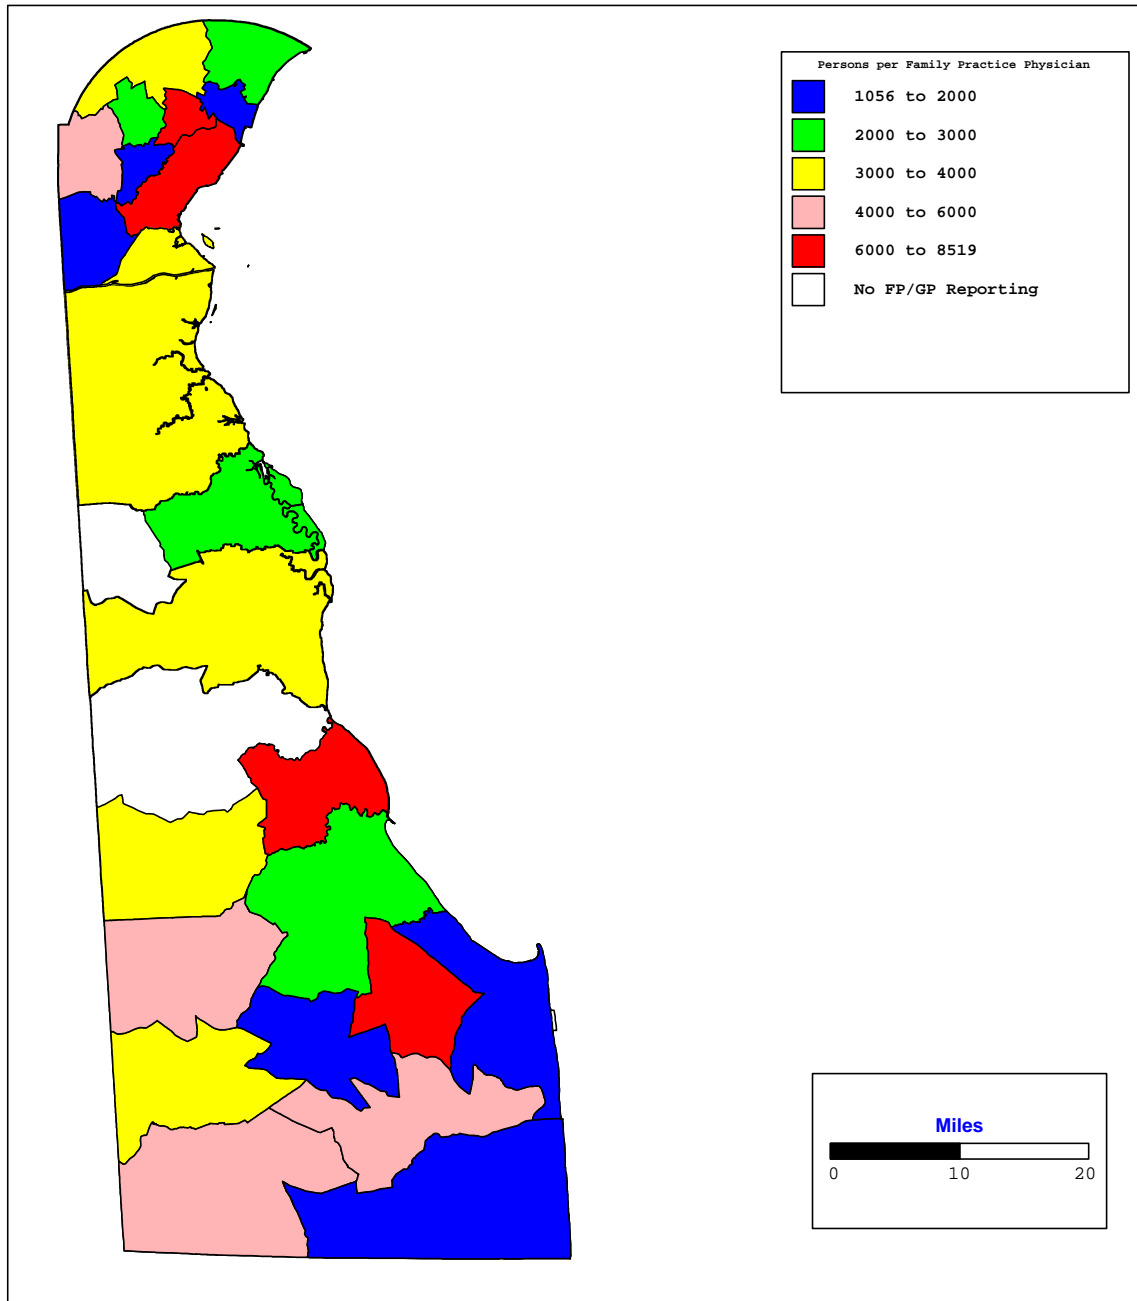 Persons per Family Practice Physician
1056 to 2000
2000 to 3000
3000 to 4000
4000 to 6000
6000 to 8519
No FP/GP Reporting
Miles
0 10 20